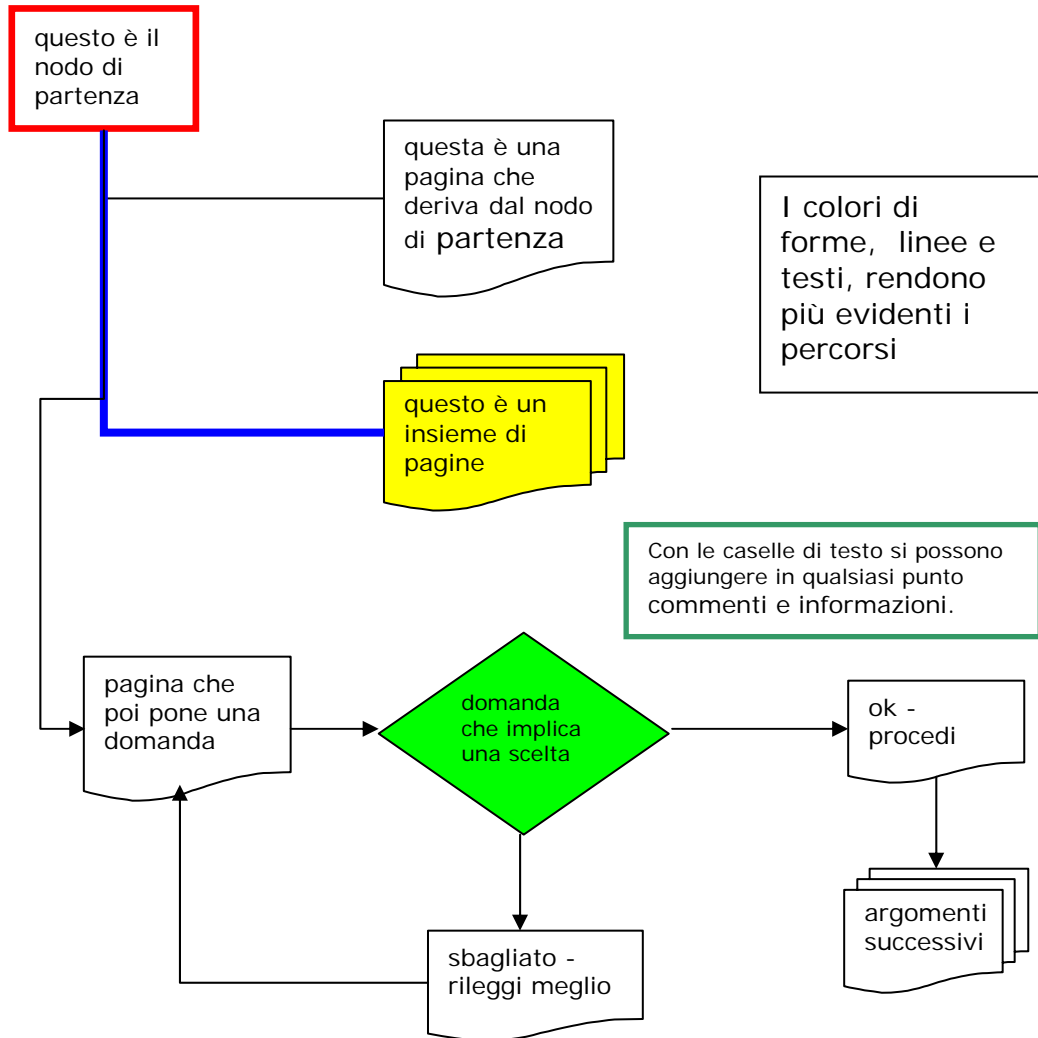 questo è il
nodo di
partenza
questa è una
pagina che
deriva dal nodo
di partenza
I colori di
forme, linee e
testi, rendono
più evidenti i
percorsi
questo è un
insieme di
pagine
Con le caselle di testo si possono
aggiungere in qualsiasi punto
commenti e informazioni.
pagina che
poi pone una
domanda
domanda
che implica
una scelta
ok -
procedi
sbagliato -
rileggi meglio
argomenti
successivi